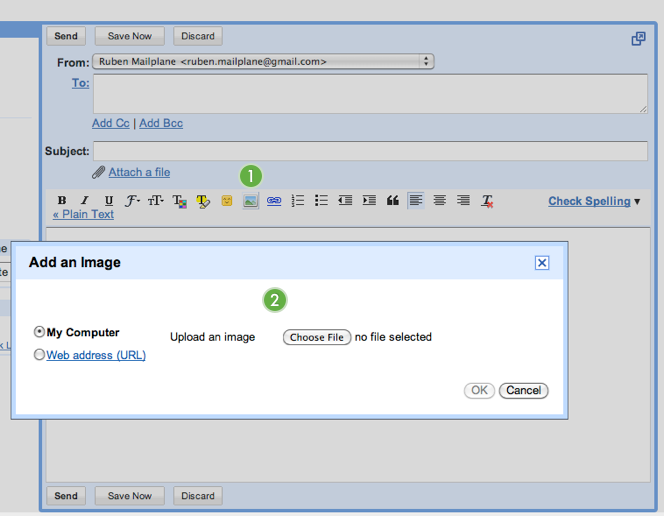 Send Save Now Discard
From: Ruben Mailplane <ruben.mailplane@gmail.com>
To:
Add Cc | Add Bcc
Subject:
Attach a file
1
B I U F T T T T
« Plain Text
Check Spelling ▼
Add an Image
2
My Computer
Upload an image Choose File no file selected
Web address (URL)
OK Cancel
Send Save Now Discard